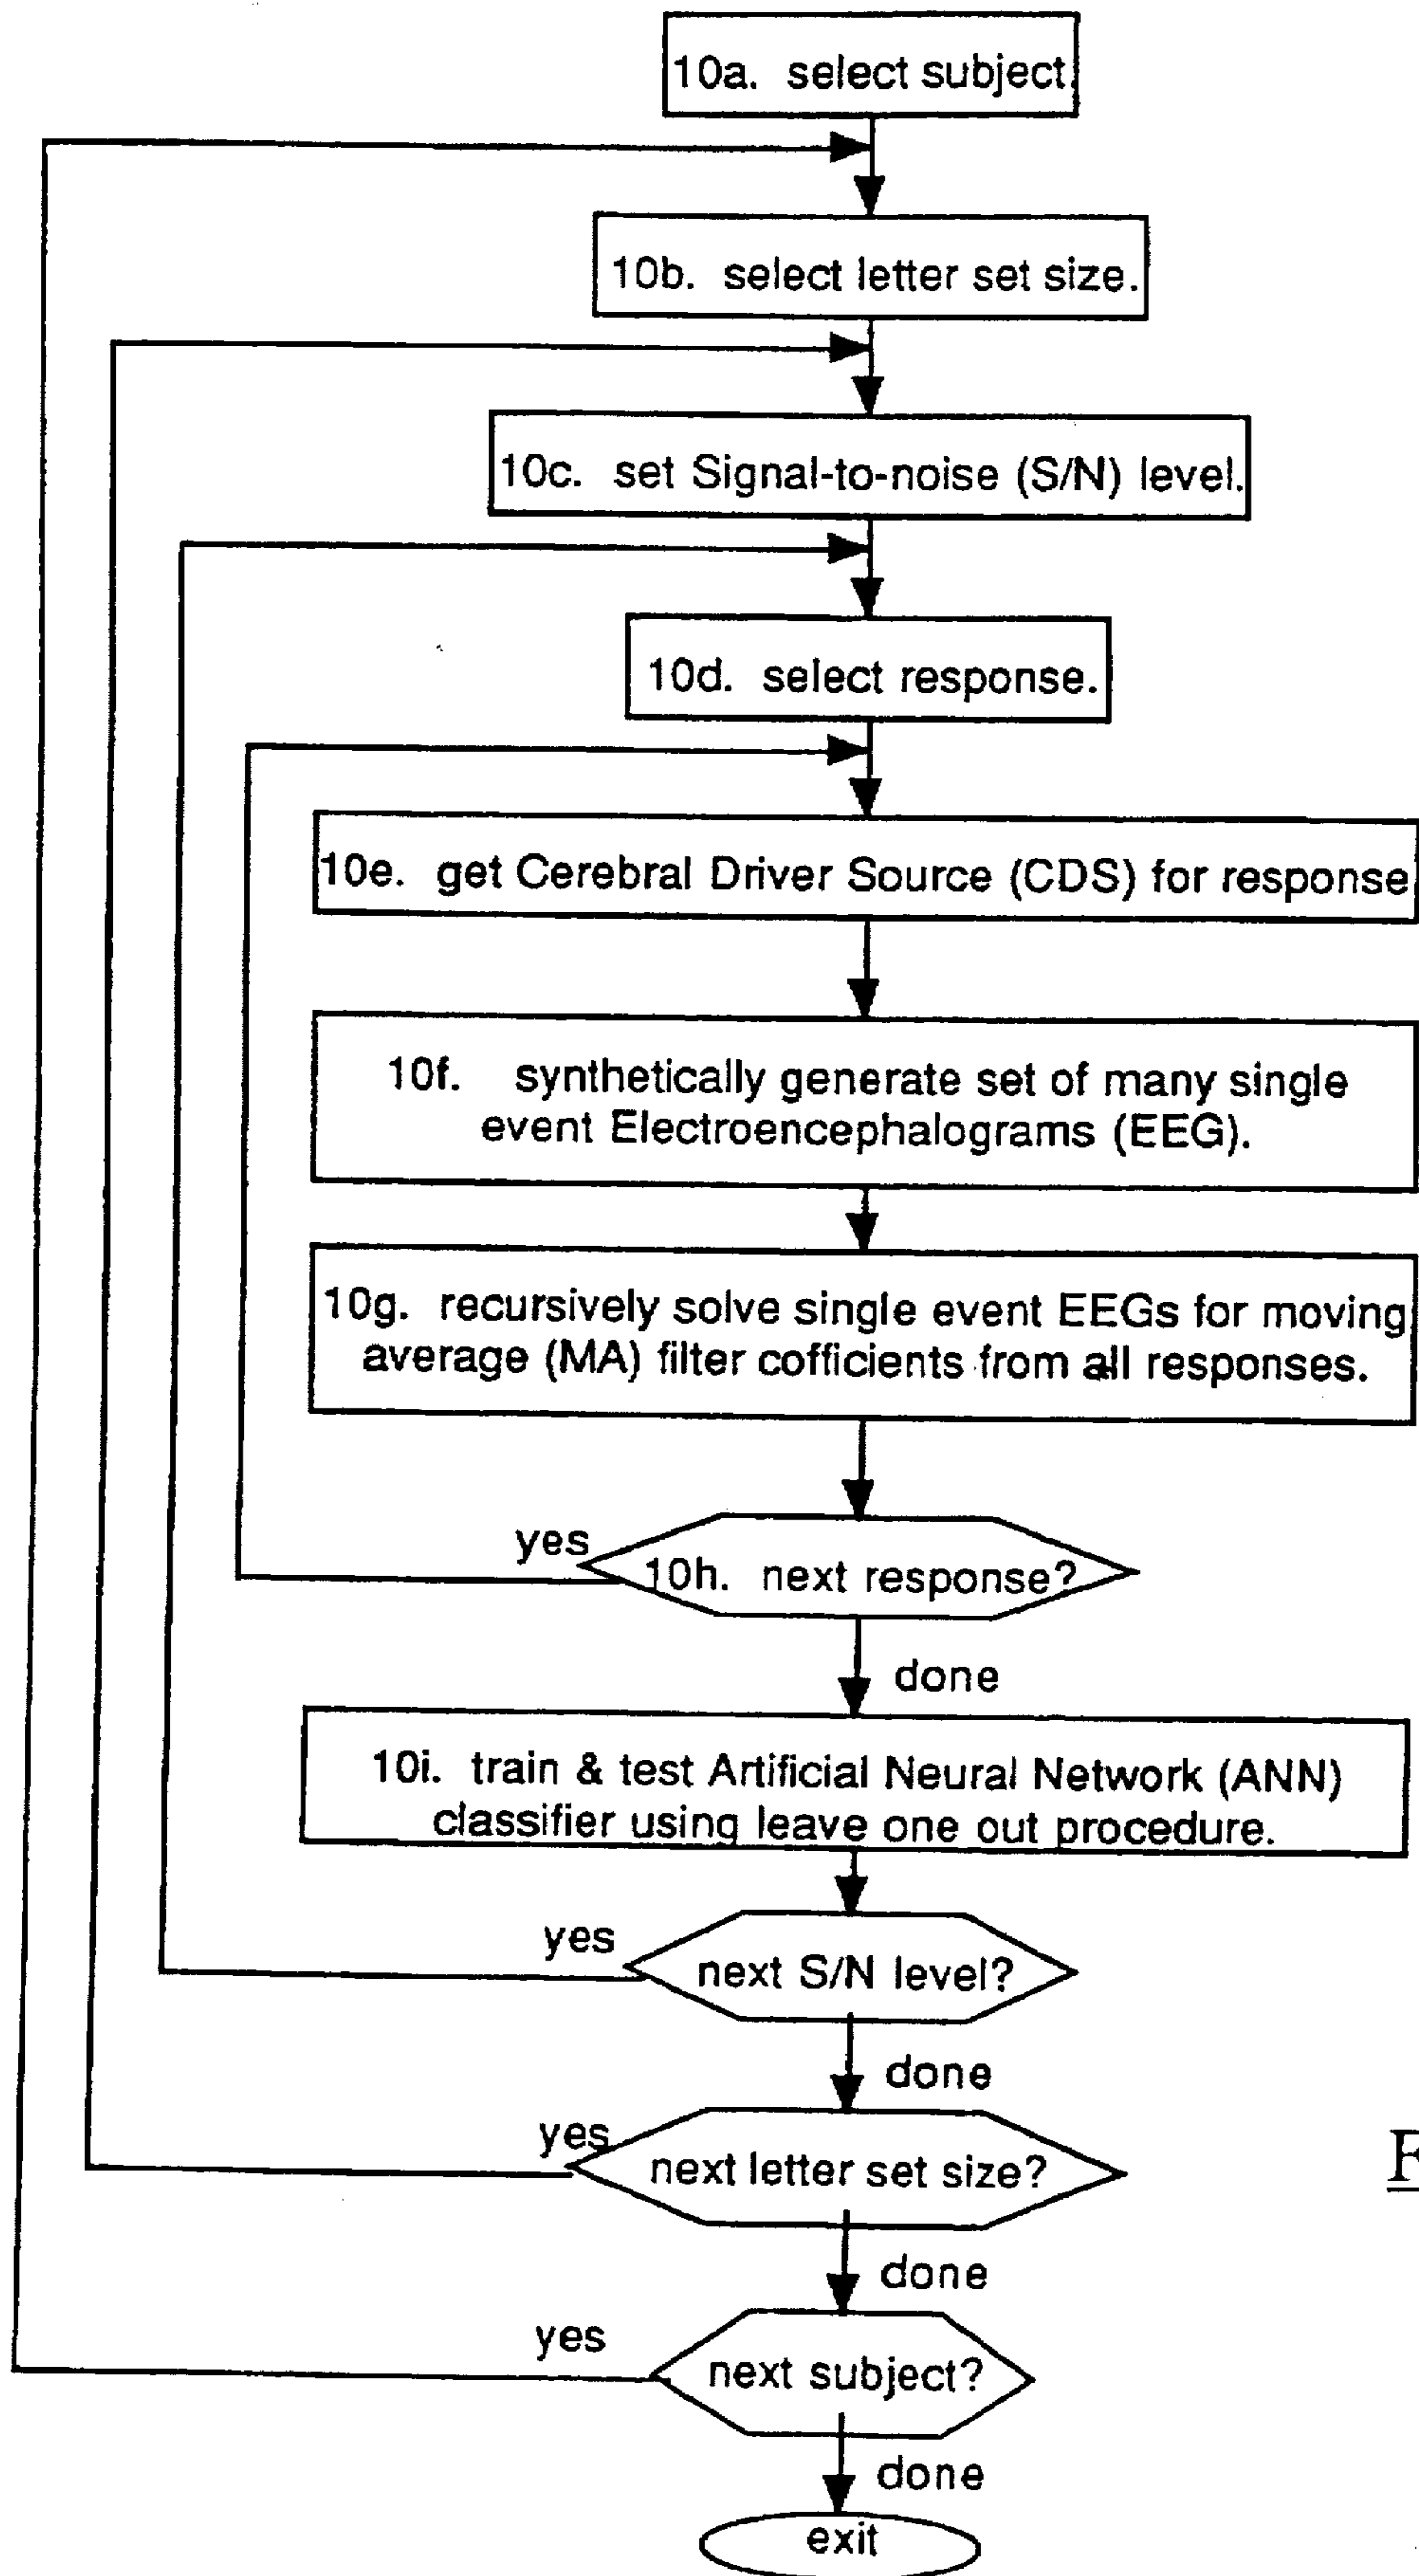 10a. select subject.
10b. select letter set size.
10c. set Signal-to-noise (S/N) level.
10d. select response.
10e. get Cerebral Driver Source (CDS) for response
10f. synthetically generate set of many single
event Electroencephalograms (EEG).
10g. recursively solve single event EEGs for moving
average (MA) filter cofficients from all responses.
yes
10h. next response?
done
10i. train & test Artificial Neural Network (ANN)
classifier using leave one out procedure.
yes
next S/N level?
done
yes
next letter set size?
done
yes
next subject?
done
exit